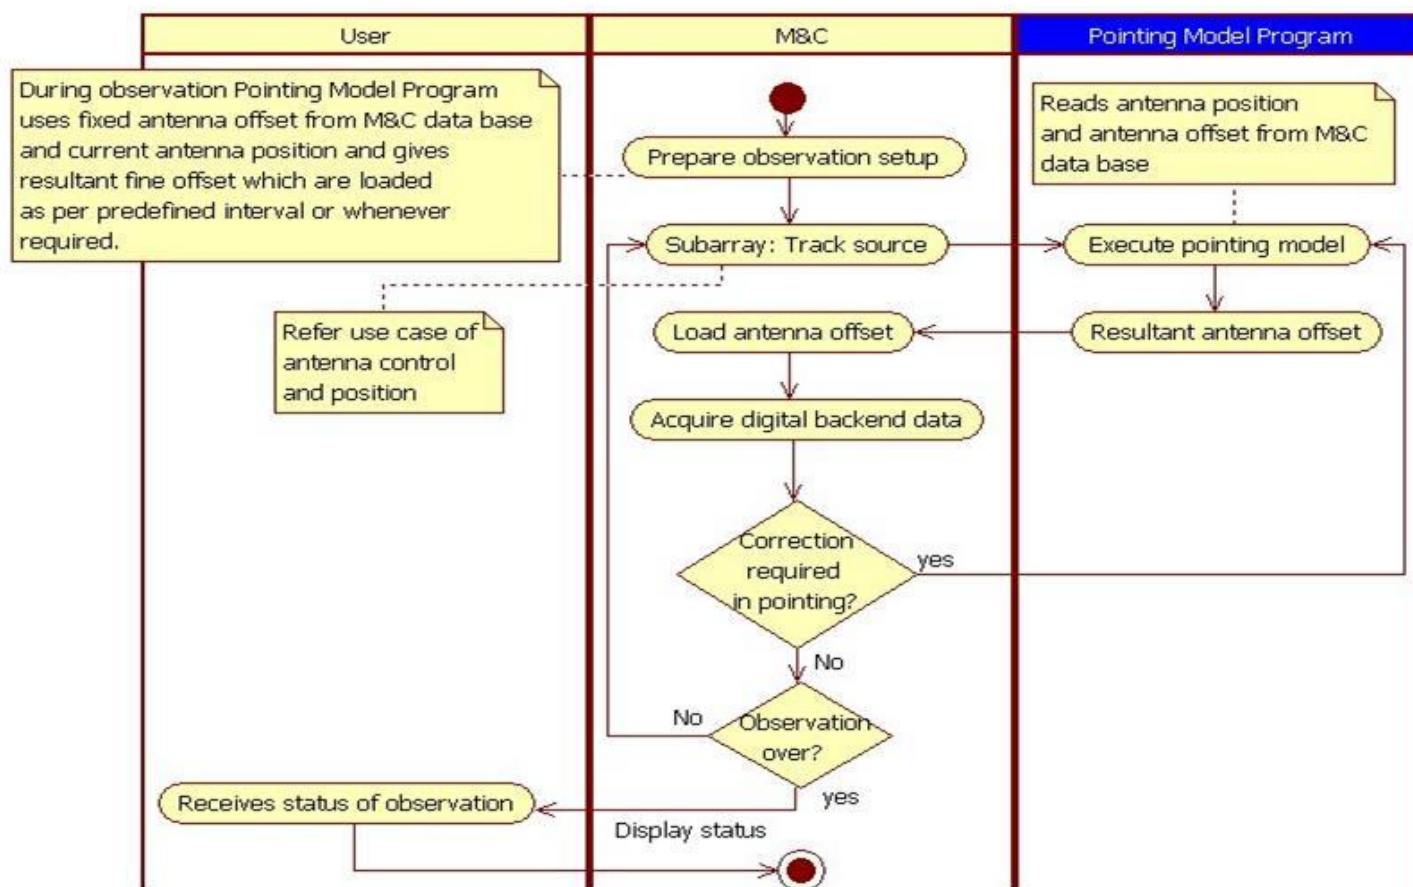 User
M&C
Pointing Model Program
During observation Pointing Model Program
uses fixed antenna offset from M&C data base
and current antenna position and gives
resultant fine offset which are loaded
as per predefined interval or whenever
required.
Reads antenna position
and antenna offset from M&C
data base
Prepare observation setup
Subarray: Track source
Execute pointing model
Refer use case of
antenna control
and position
Load antenna offset
Resultant antenna offset
Acquire digital backend data
Correction
required
in pointing?
yes
No
No
Observation
over?
yes
Receives status of observation
Display status